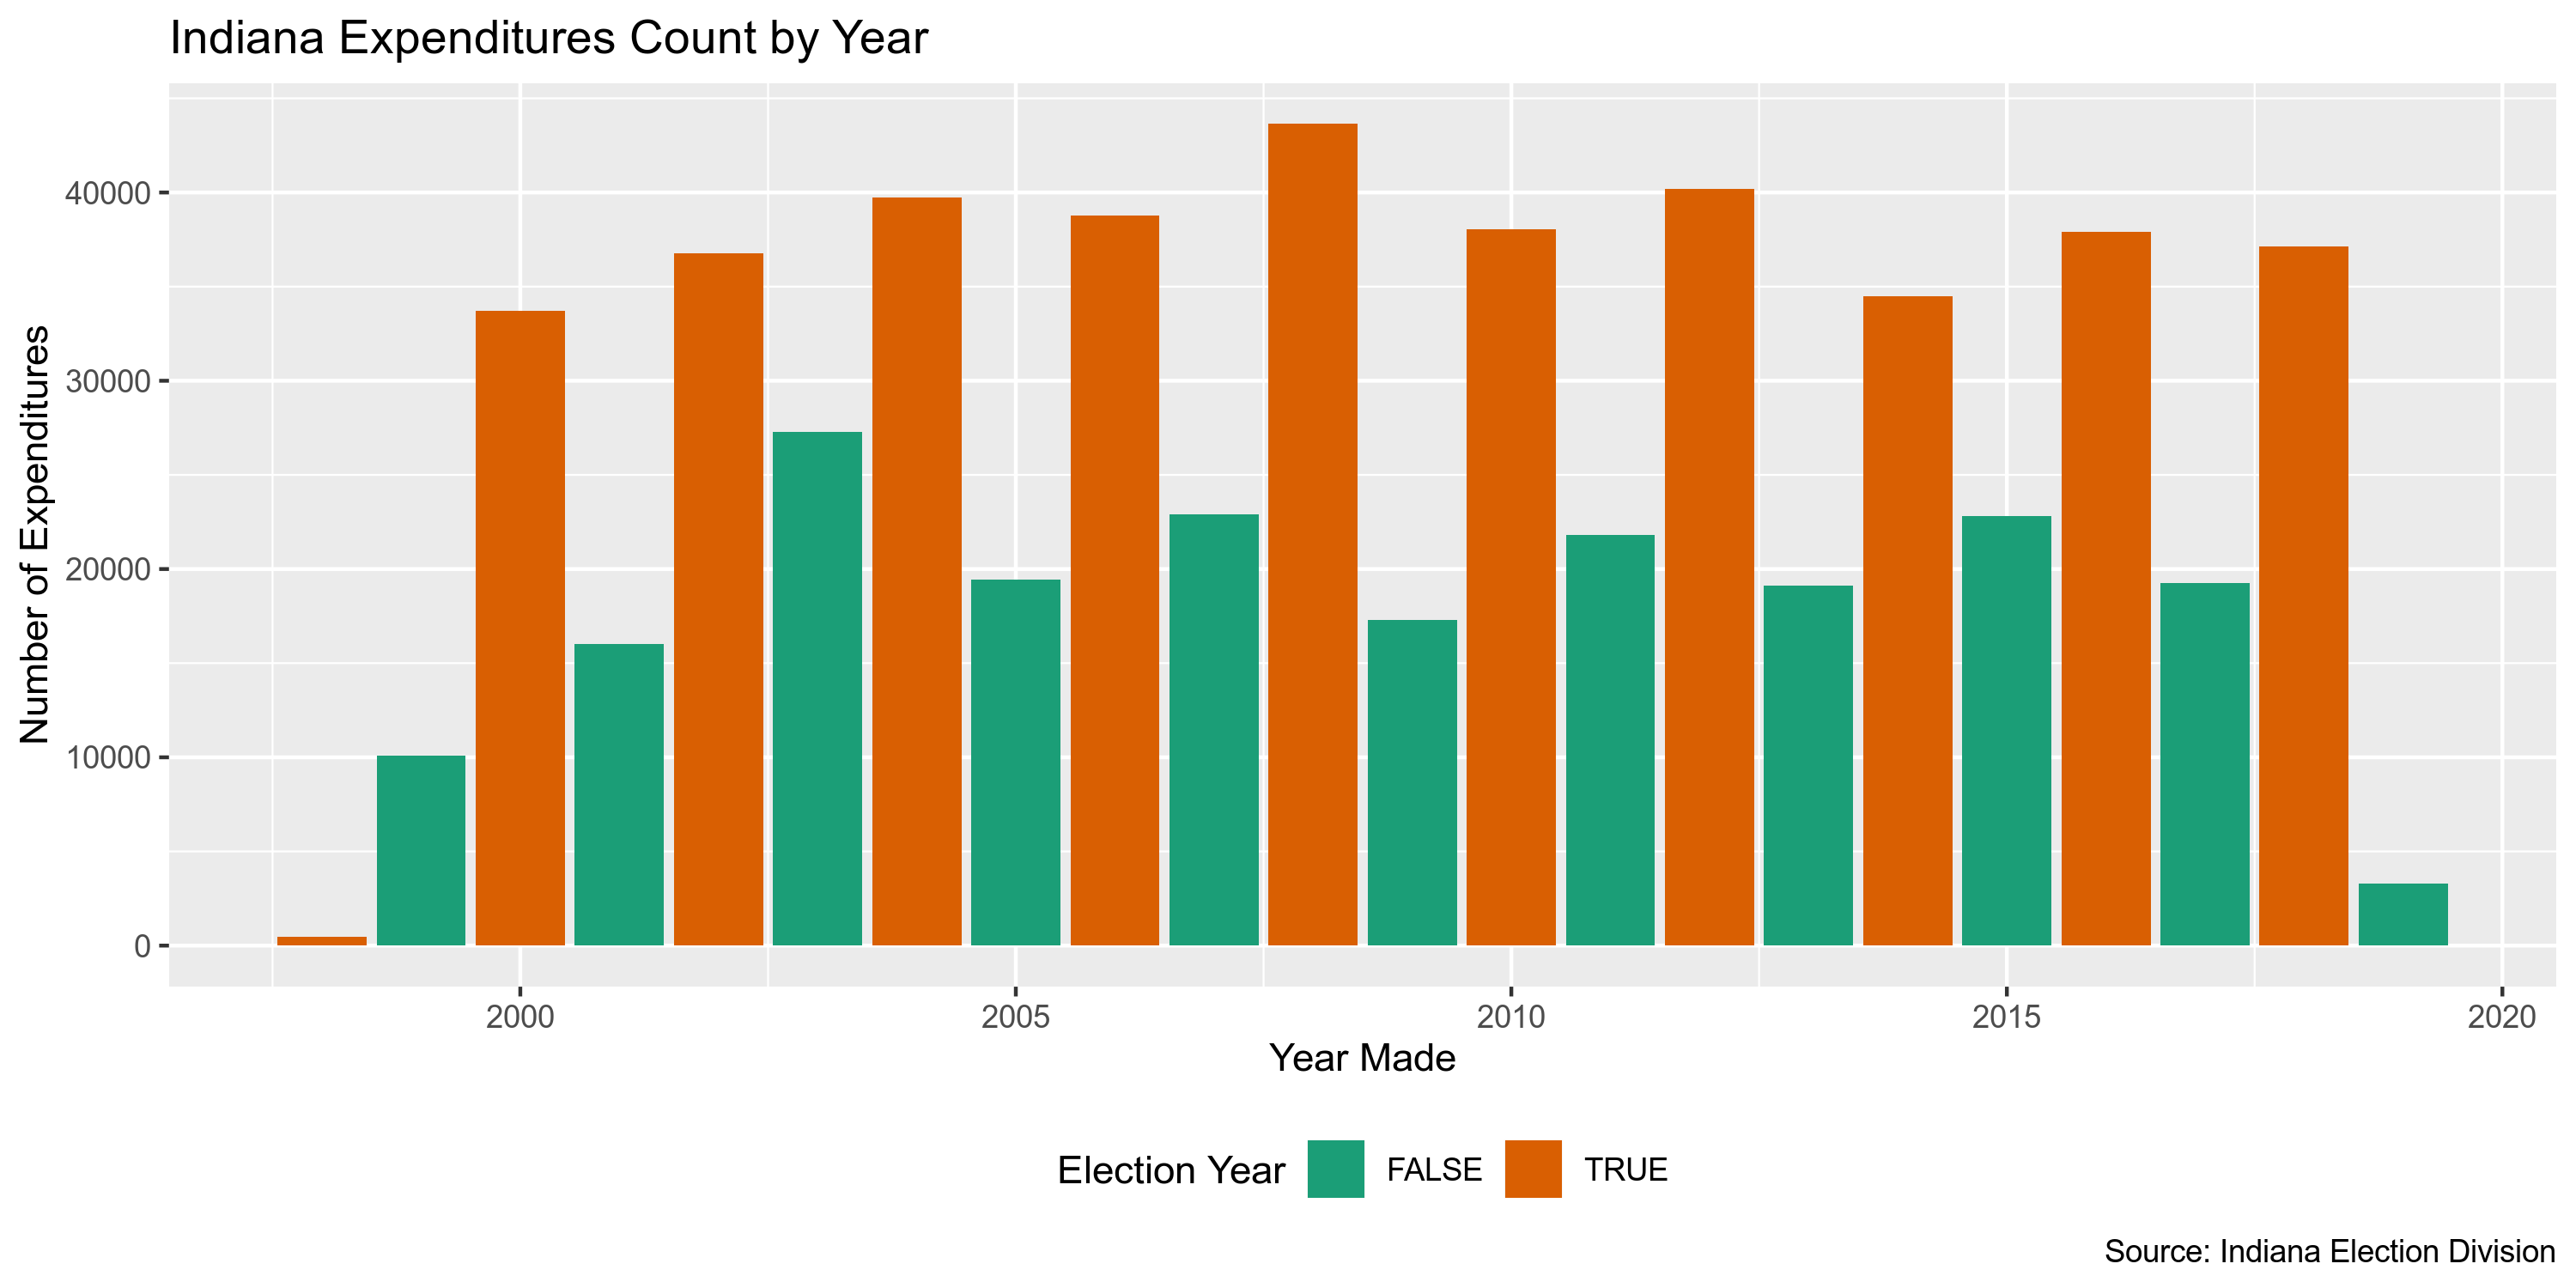 Indiana Expenditures Count by Year
Number of Expenditures
40000
30000
20000
10000
0
2000 2005 2010 2015 2020
Year Made
Election Year FALSE TRUE
Source: Indiana Election Division